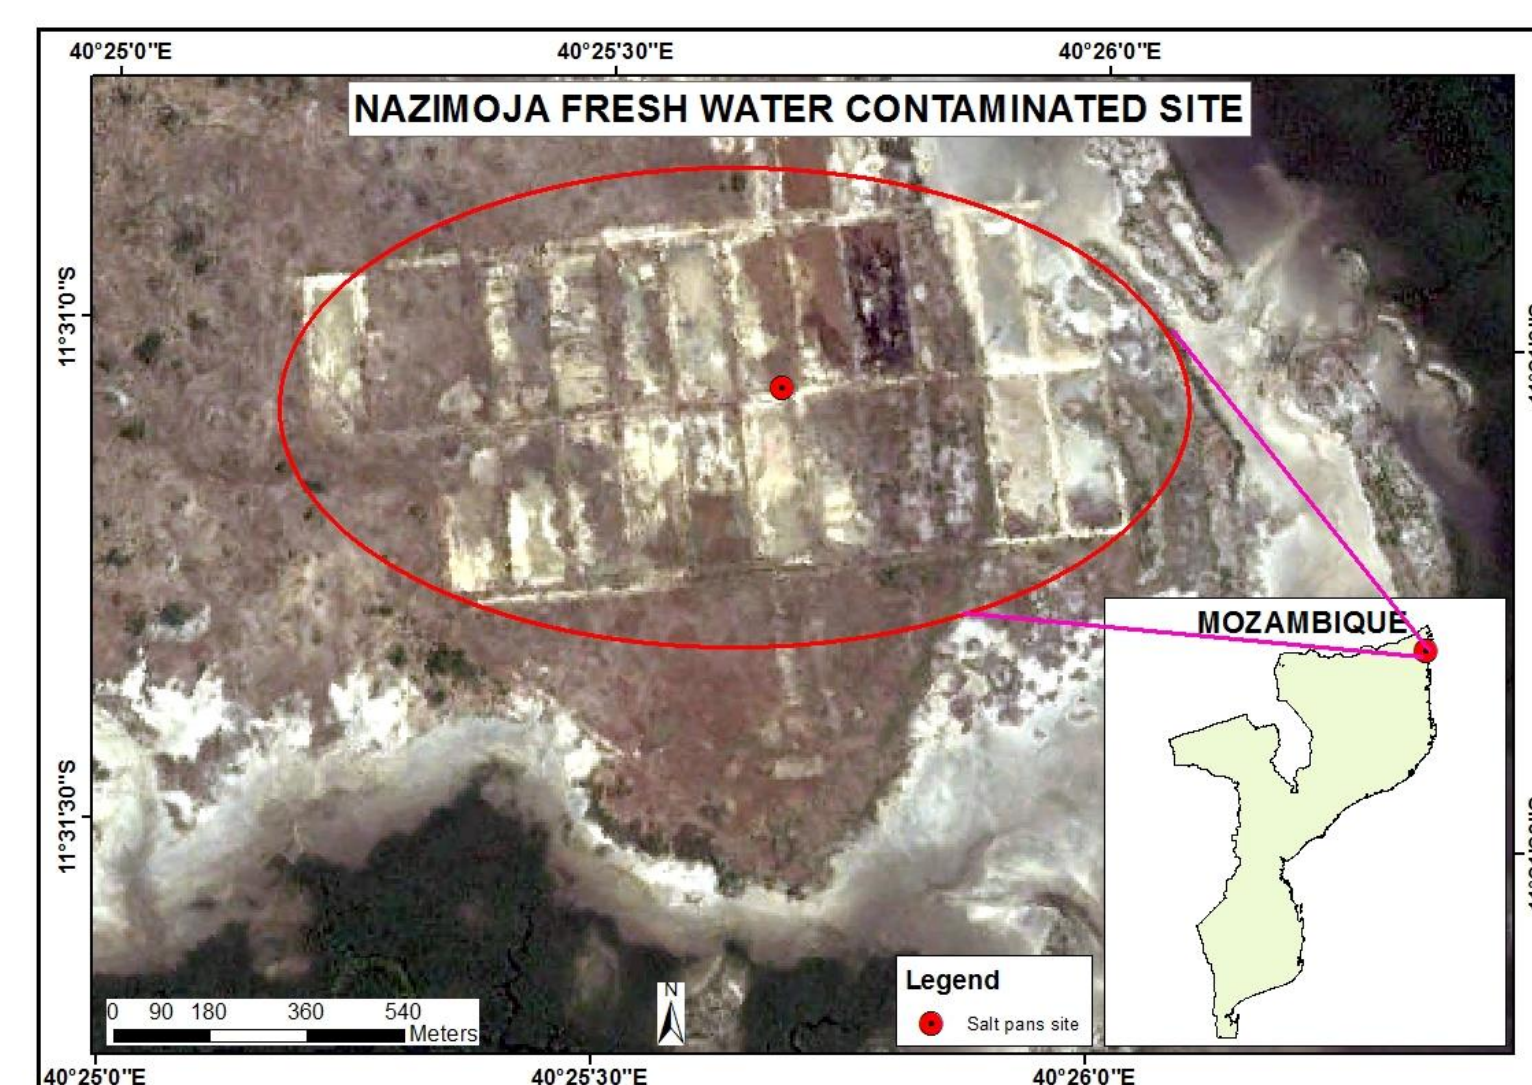 40°25'0"E 40°25'30"E 40°26'0"E
NAZIMOJA FRESH WATER CONTAMINATED SITE
11°31'0"S
MOZAMBIQUE
11°31'30"S
Legend
Salt pans site
N
0 90 180 360 540
Meters
40°25'0"E 40°25'30"E 40°26'0"E